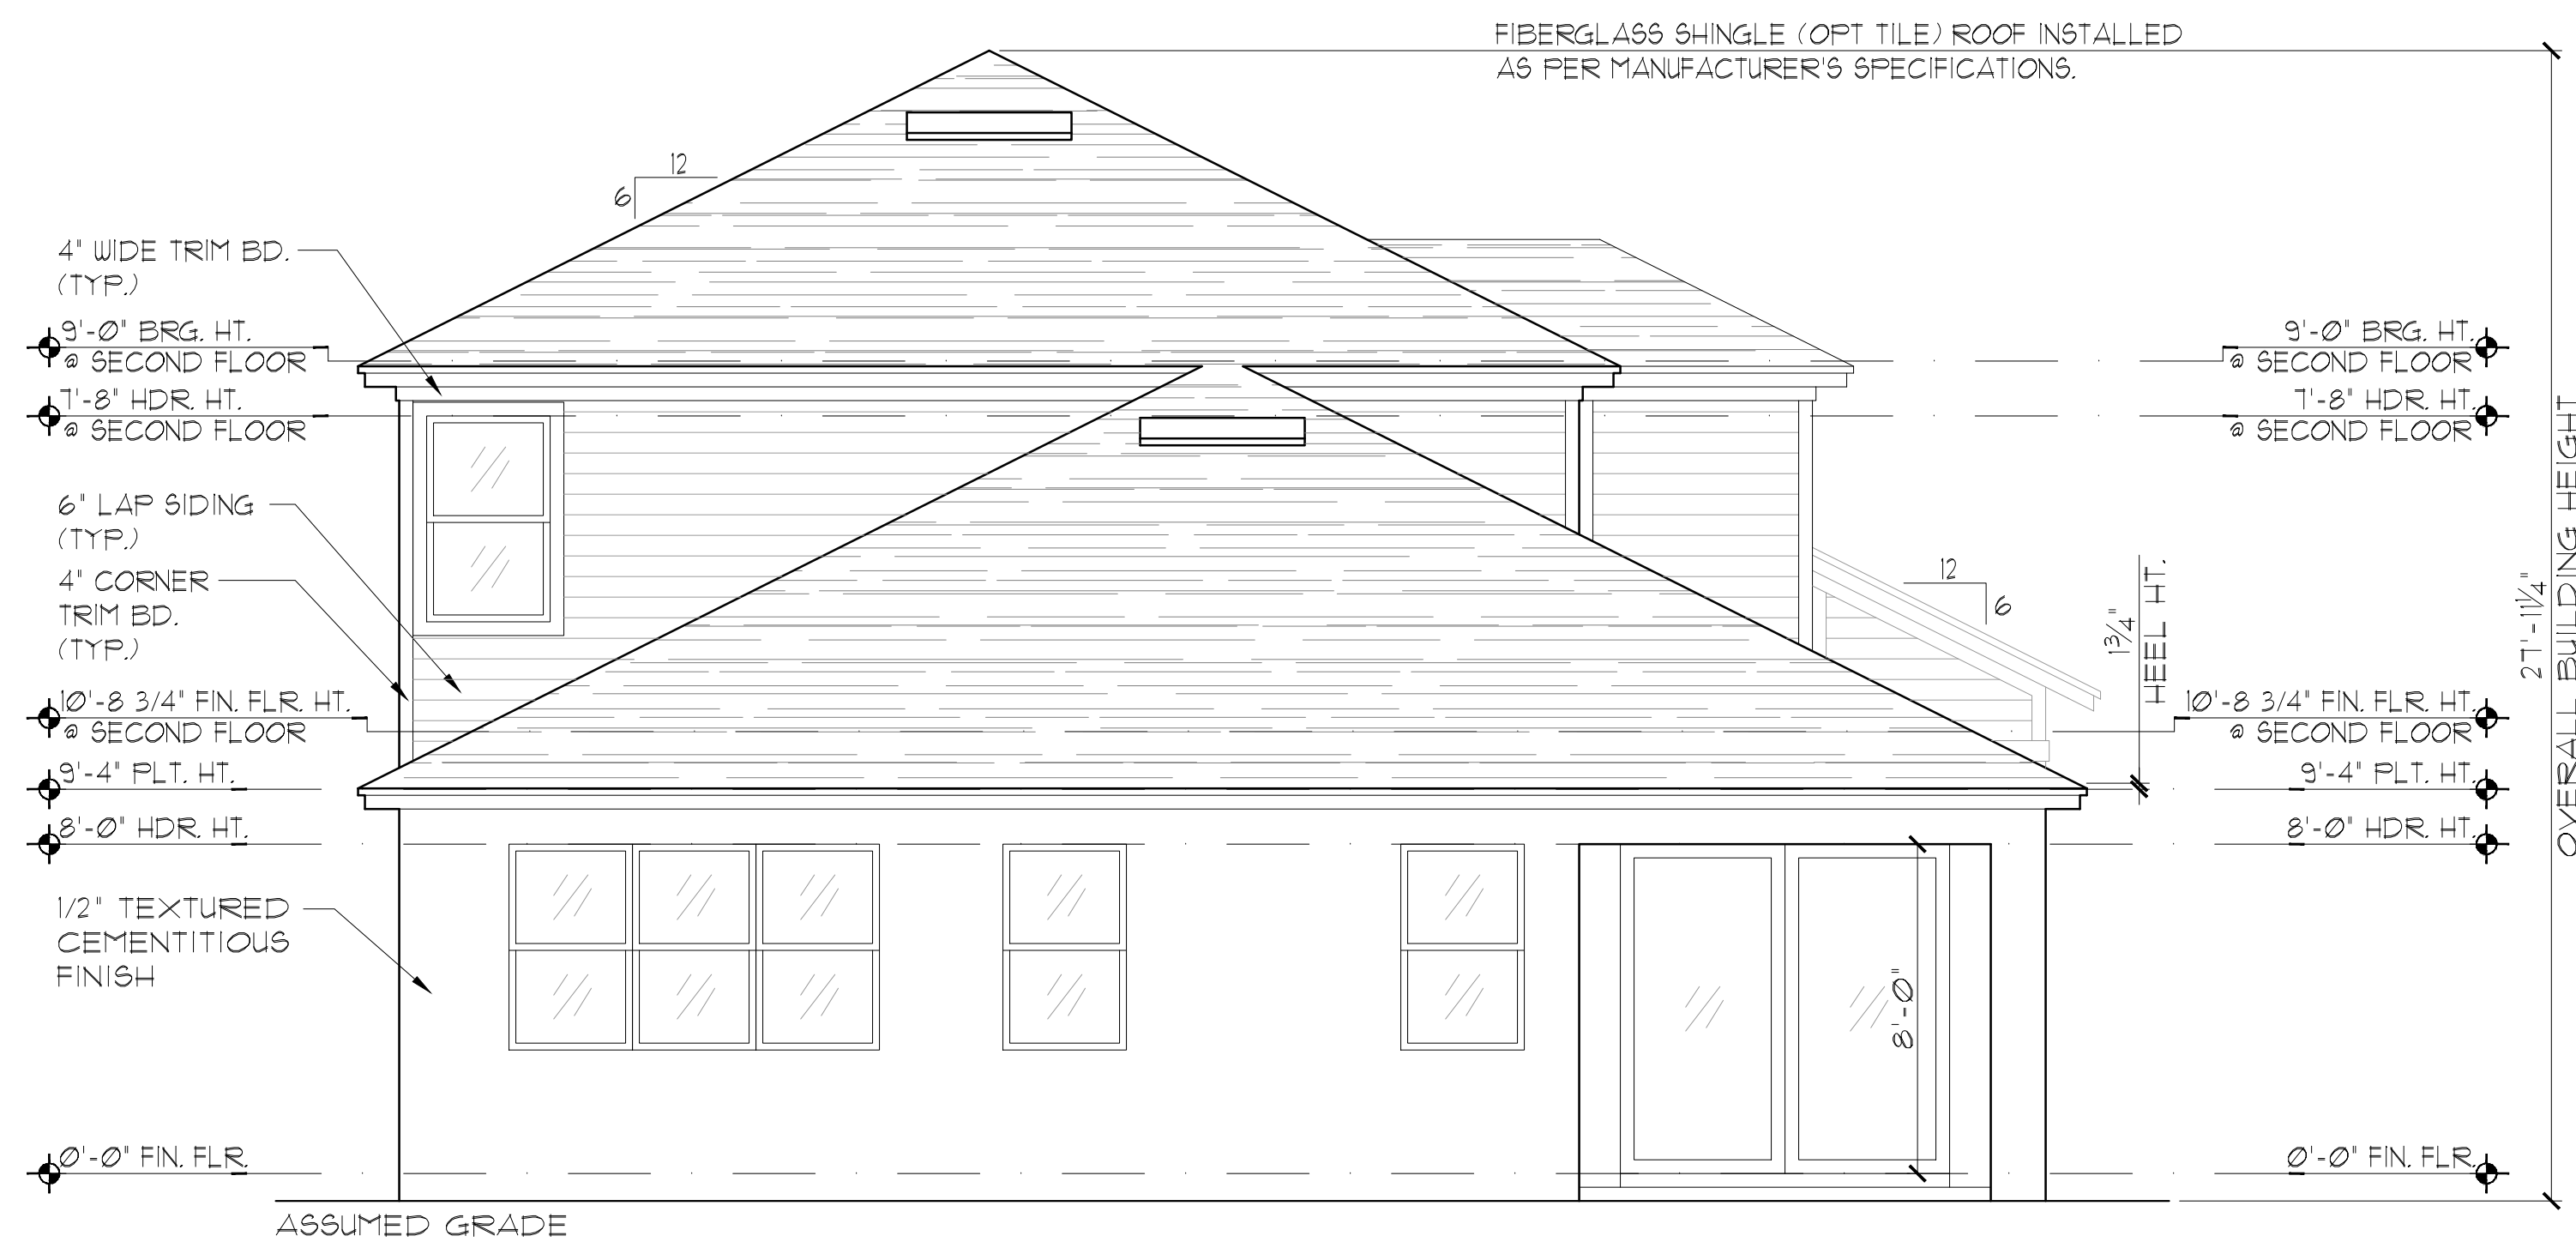 FIBERGLASS SHINGLE (OPT TILE) ROOF INSTALLED
AS PER MANUFACTURER'S SPECIFICATIONS.
12
6
4" WIDE TRIM BD.
(TYP.)
9'-0" BRG. HT.
@ SECOND FLOOR
7'-8" HDR. HT.
@ SECOND FLOOR
6" LAP SIDING
(TYP.)
4" CORNER
TRIM BD.
(TYP.)
10'-8 3/4" FIN. FLR. HT.
@ SECOND FLOOR
9'-4" PLT. HT.
8'-0" HDR. HT.
1/2" TEXTURED
CEMENTITIOUS
FINISH
0'-0" FIN. FLR.
ASSUMED GRADE
8'-0"
12
6
1 3/4"
HEEL HT.
9'-0" BRG. HT.
@ SECOND FLOOR
7'-8" HDR. HT.
@ SECOND FLOOR
10'-8 3/4" FIN. FLR. HT.
@ SECOND FLOOR
9'-4" PLT. HT.
8'-0" HDR. HT.
0'-0" FIN. FLR.
27'-11 1/4"
OVERALL BUILDING HEIGHT